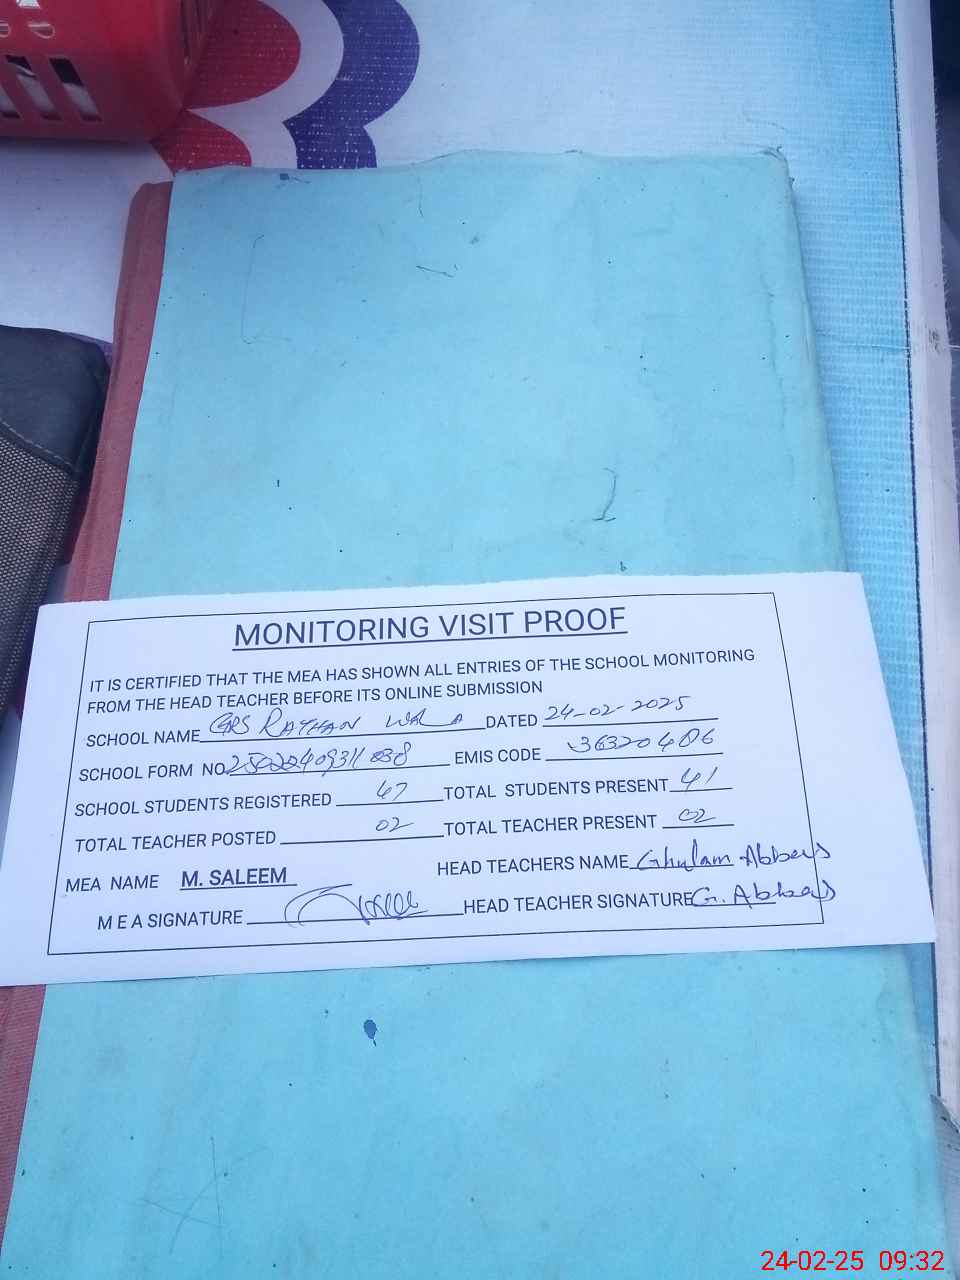 MONITORING VISIT PROOF
IT IS CERTIFIED THAT THE MEA HAS SHOWN ALL ENTRIES OF THE SCHOOL MONITORING
FROM THE HEAD TEACHER BEFORE ITS ONLINE SUBMISSION
SCHOOL NAME RATHAN WALA DATED 24-02-2025
SCHOOL FORM NO EMIS CODE 36320406
SCHOOL STUDENTS REGISTERED 47 TOTAL STUDENTS PRESENT 41
TOTAL TEACHER POSTED 02 TOTAL TEACHER PRESENT 02
MEA NAME M. SALEEM HEAD TEACHERS NAME Ghulam Abbas
M E A SIGNATURE HEAD TEACHER SIGNATURE G. Abbas
24-02-25 09:32